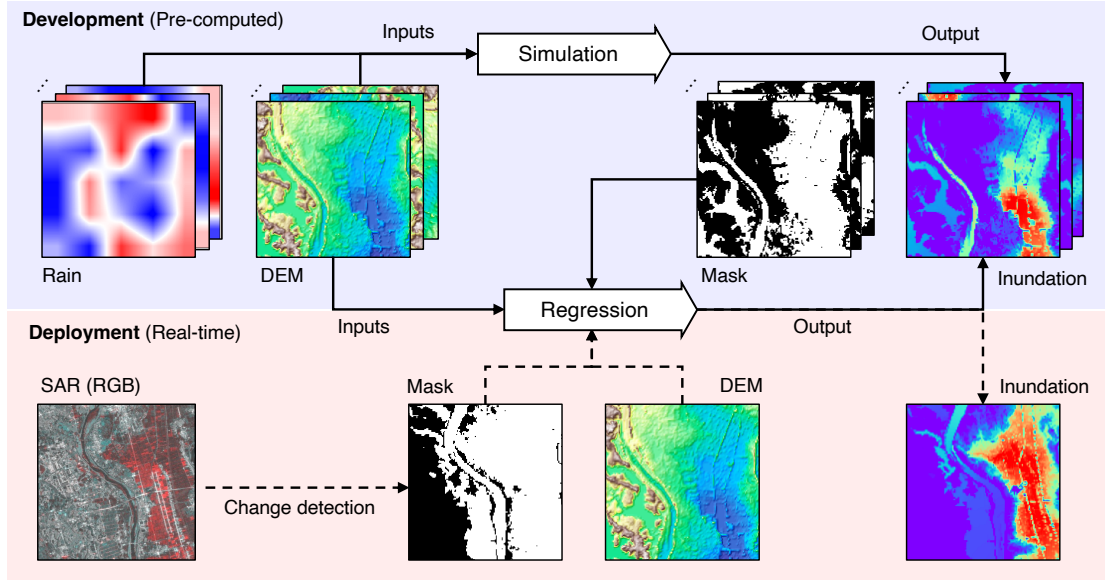 Development (Pre-computed)
Inputs
Simulation
Output
Rain
DEM
Mask
Inundation
Regression
Inputs
Output
Deployment (Real-time)
SAR (RGB)
Mask
DEM
Inundation
Change detection